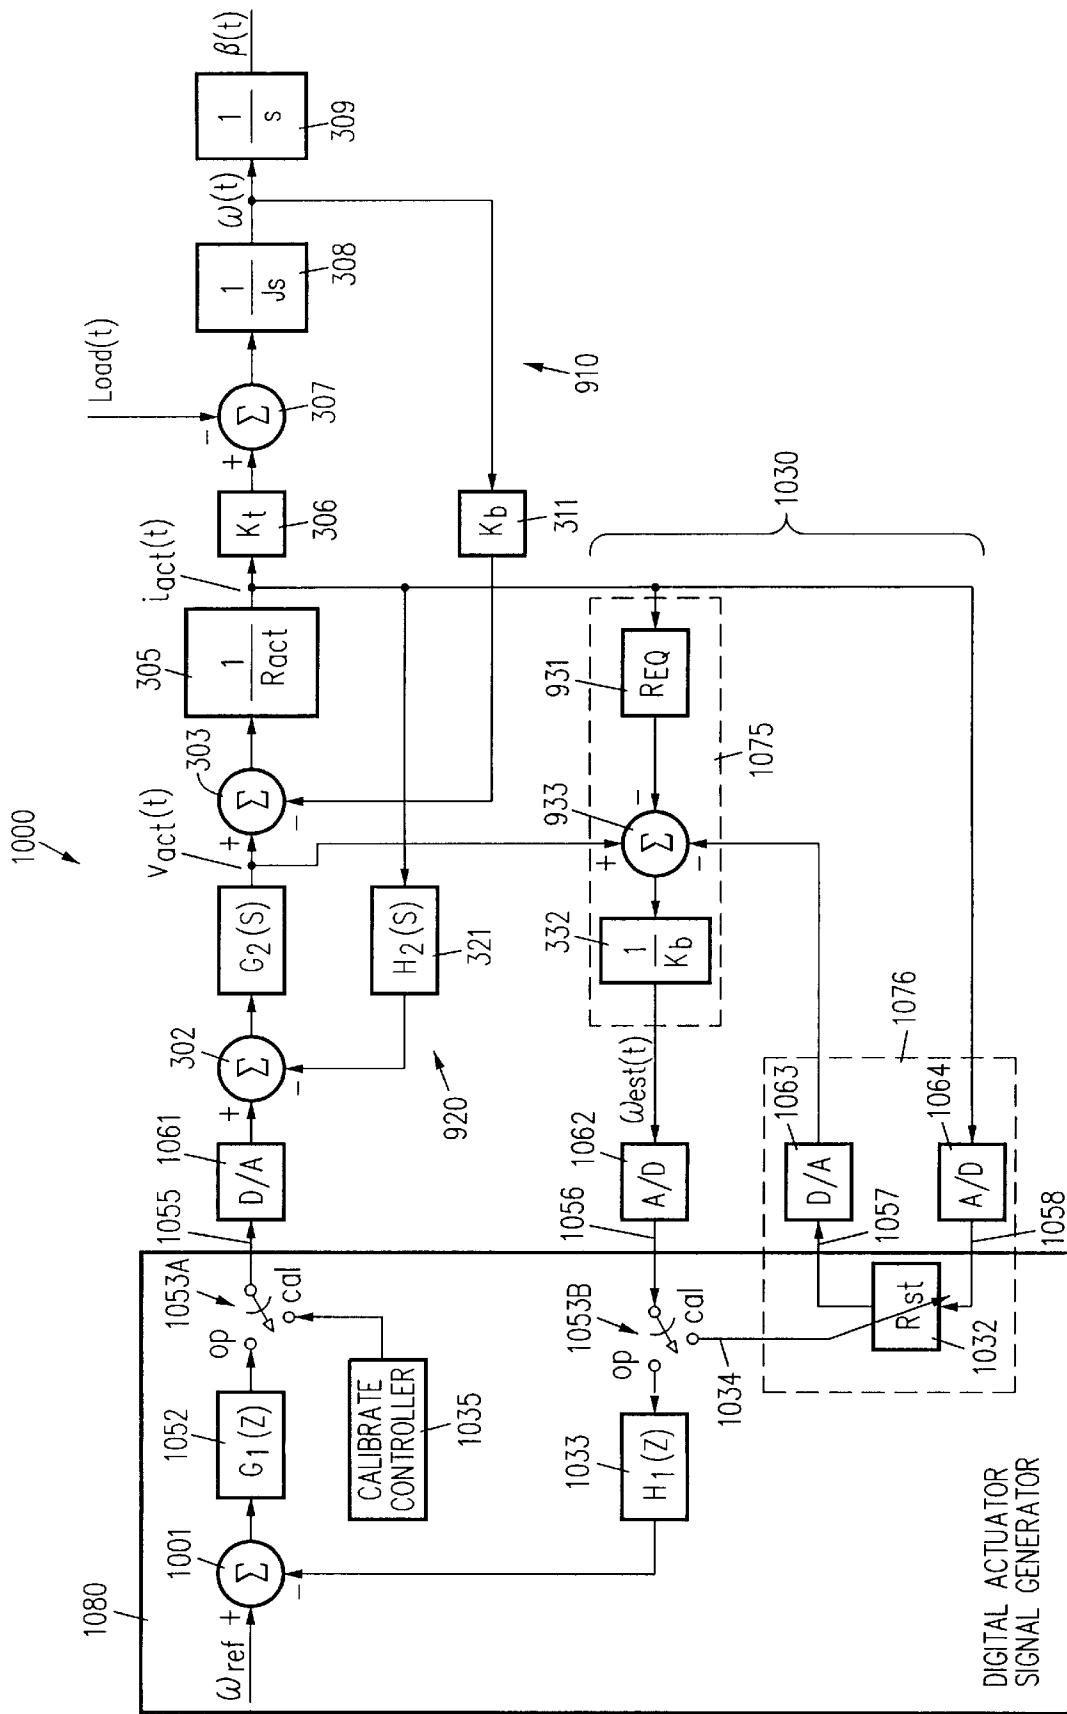 1000
1080
ωref
+
-
Σ
1001
G1(Z)
1052
op
1053A
cal
CALIBRATE
CONTROLLER
1035
1055
D/A
1061
+
-
Σ
302
G2(S)
Vact(t)
+
-
Σ
303
305
1
Ract
iact(t)
Kt
306
+
-
Load(t)
Σ
307
1
Js
308
ω(t)
1
s
309
β(t)
920
H2(S)
321
Kb
311
910
H1(Z)
1033
op
1053B
cal
1034
1056
A/D
1062
ωest(t)
332
1
Kb
+
-
-
Σ
933
REQ
931
1075
1030
1032
1057
D/A
1063
1058
A/D
1064
1076
DIGITAL ACTUATOR
SIGNAL GENERATOR